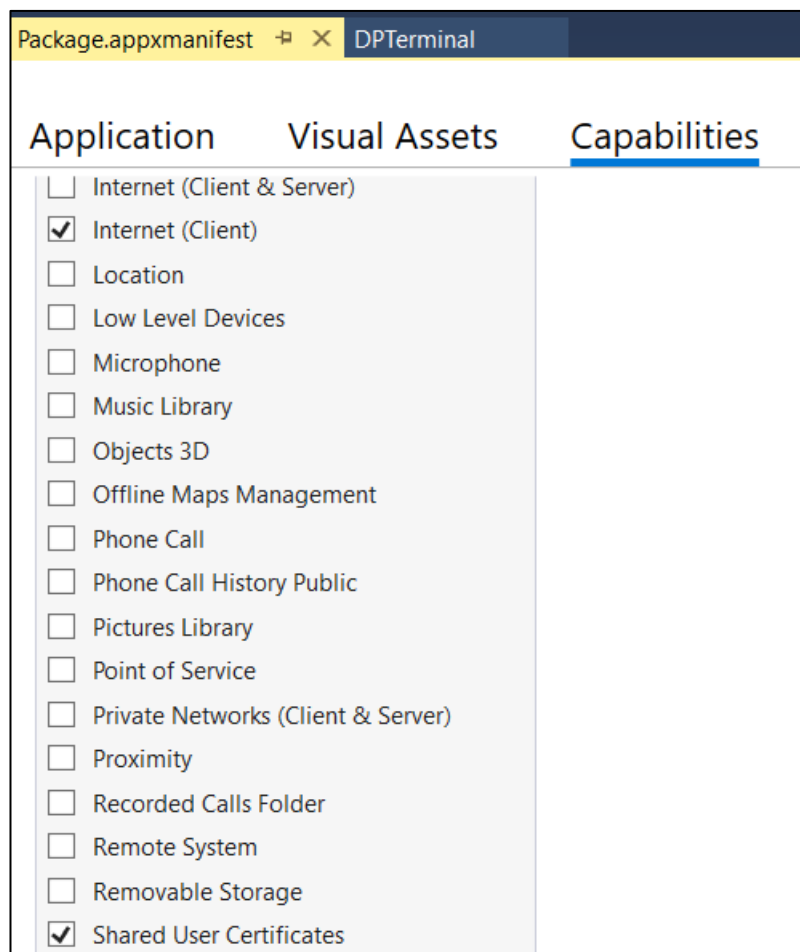 Package.appxmanifest DPTerminal
Application Visual Assets Capabilities
Internet (Client & Server)
Internet (Client)
Location
Low Level Devices
Microphone
Music Library
Objects 3D
Offline Maps Management
Phone Call
Phone Call History Public
Pictures Library
Point of Service
Private Networks (Client & Server)
Proximity
Recorded Calls Folder
Remote System
Removable Storage
Shared User Certificates